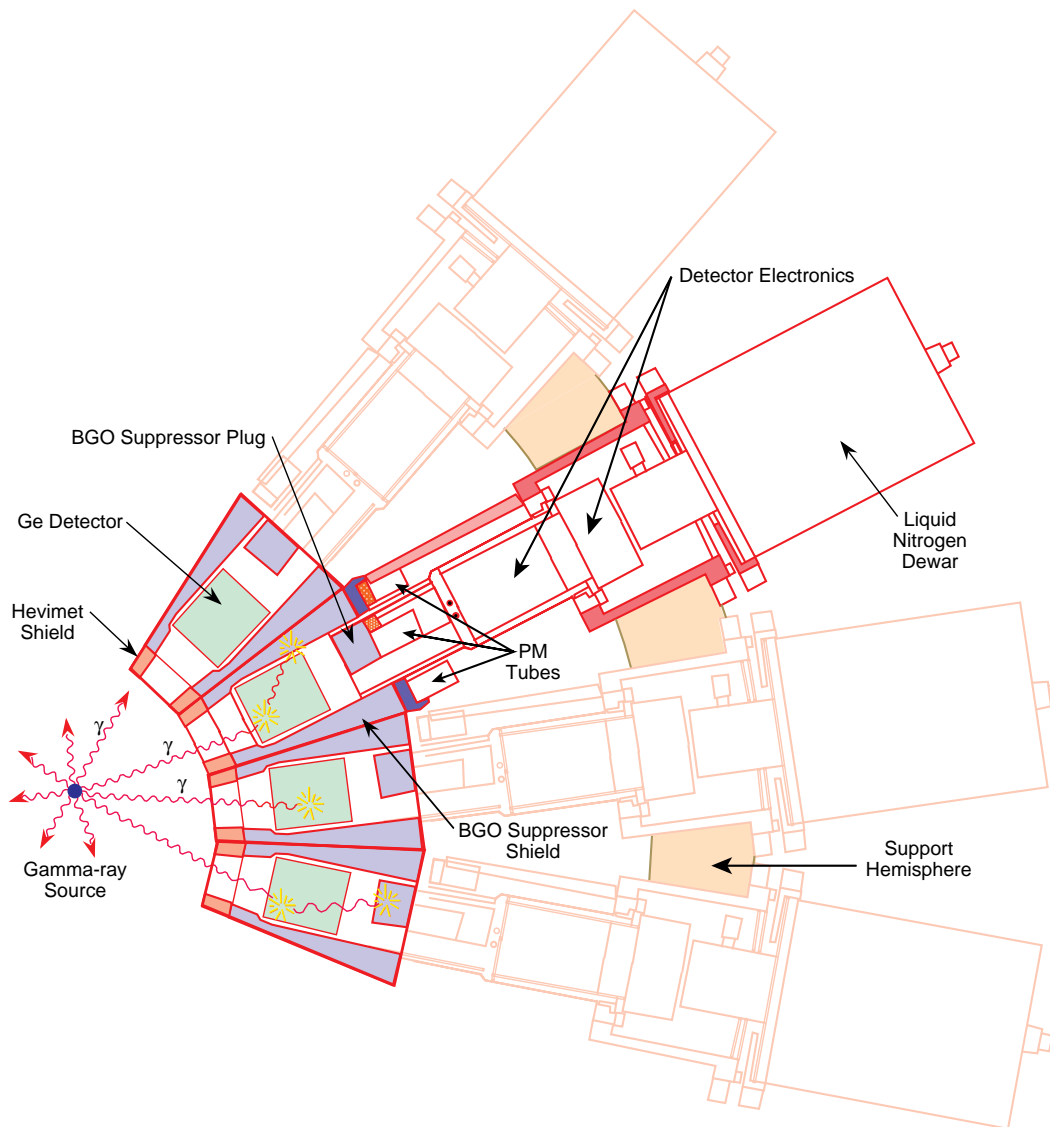 Detector Electronics
BGO Suppressor Plug
Ge Detector
Liquid
Nitrogen
Dewar
Hevimet
Shield
PM
Tubes
γ
γ
γ
BGO Suppressor
Shield
Gamma-ray
Source
Support
Hemisphere